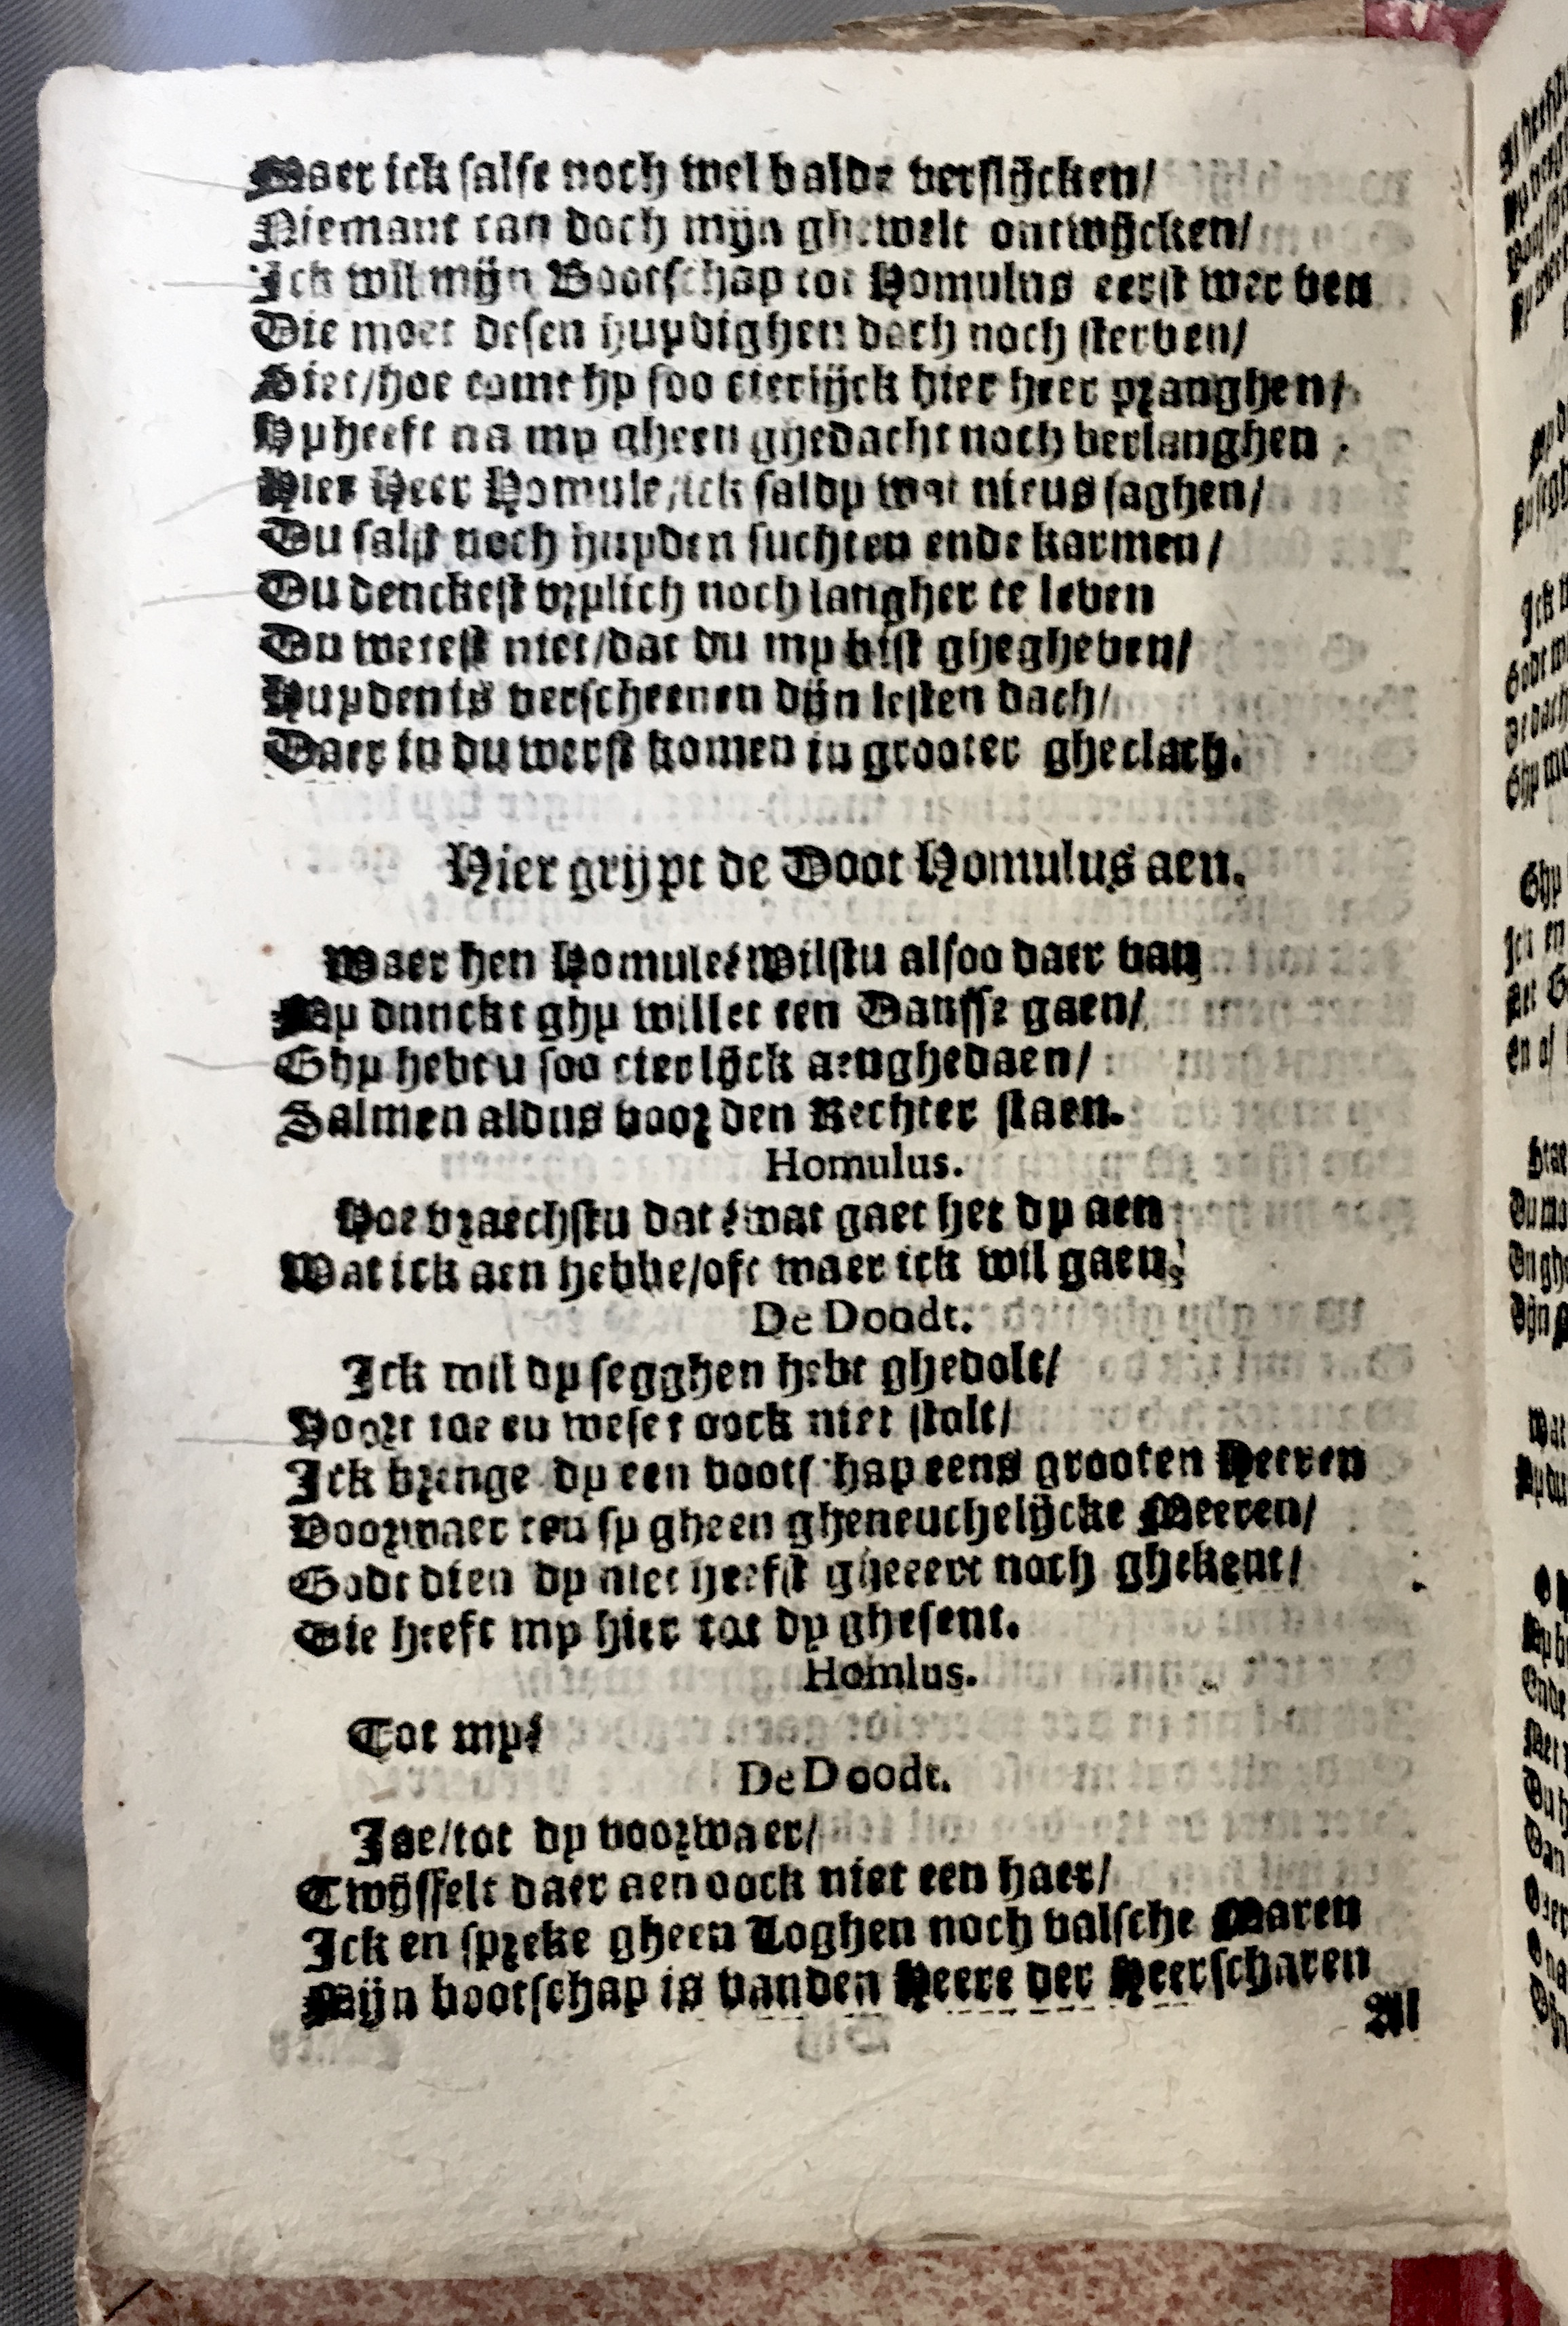 Maer ick salse noch wel balde verslijcken/
Niemant can doch mijn ghewelt ontwijcken/
Ick wil mijn Bootschap tot Homulus eerst wer ven
Die moet desen huydighen dach noch sterven/
Siet/hoe comt hy soo cierlijck hier heer pranghen/
Hy heeft na my gheen ghedacht noch verlanghen
Hier Heer Homule/ick saldy wat nieus saghen/
Du salst noch huyden suchten ende karmen/
Du denckest vrylich noch langher te leven
Du wetest niet/dat du my bist ghegheven/
Huyden is verscheenen dijn lesten dach/
Daer in du werst komen in grooter gheclach.
Hier grijpt de Doot Homulus aen.
Waer hen Homule? Wilstu alsoo daer van
My dunckt ghy willet een Dansse gaen/
Ghy hebt u soo cierlijck aenghedaen/
Salmen aldus voor den Rechter staen.
Homulus.
Hoe vraechstu dat? wat gaet het dy aen
Wat ick aen hebbe/oft waer ick wil gaen?
De Doodt.
Ick wil dy segghen hebt ghedolt/
Hoort toe en weset oock niet stolt/
Ick brenge dy een bootschap eens grooten Heeren
Voorwaer ten sy gheen gheneuchelijcke Meeren/
Godt dien dy niet heefst gheeert noch ghekent/
Die heeft my hier tot dy ghesent.
Homlus.
Tot my?
De Doodt.
Jae/tot dy voorwaer/
Twijffelt daer aen oock niet een haer/
Ick en spreke gheen Loghen noch valsche Maren
Mijn bootschap is vanden Heere der Heerscharen
Al